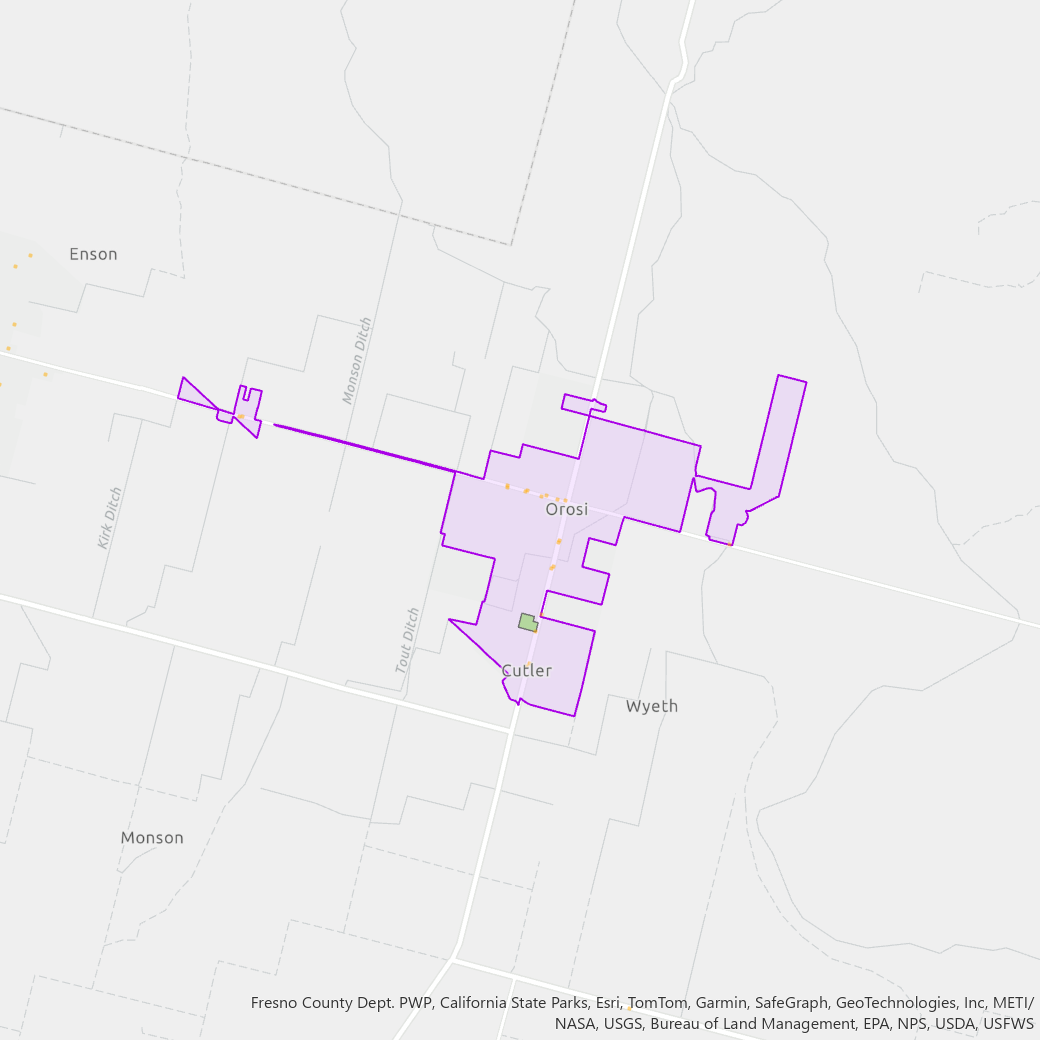 Enson
Monson Ditch
Kirk Ditch
Orosi
Tout Ditch
Cutler
Wyeth
Monson
Fresno County Dept. PWP, California State Parks, Esri, TomTom, Garmin, SafeGraph, GeoTechnologies, Inc, METI/
NASA, USGS, Bureau of Land Management, EPA, NPS, USDA, USFWS